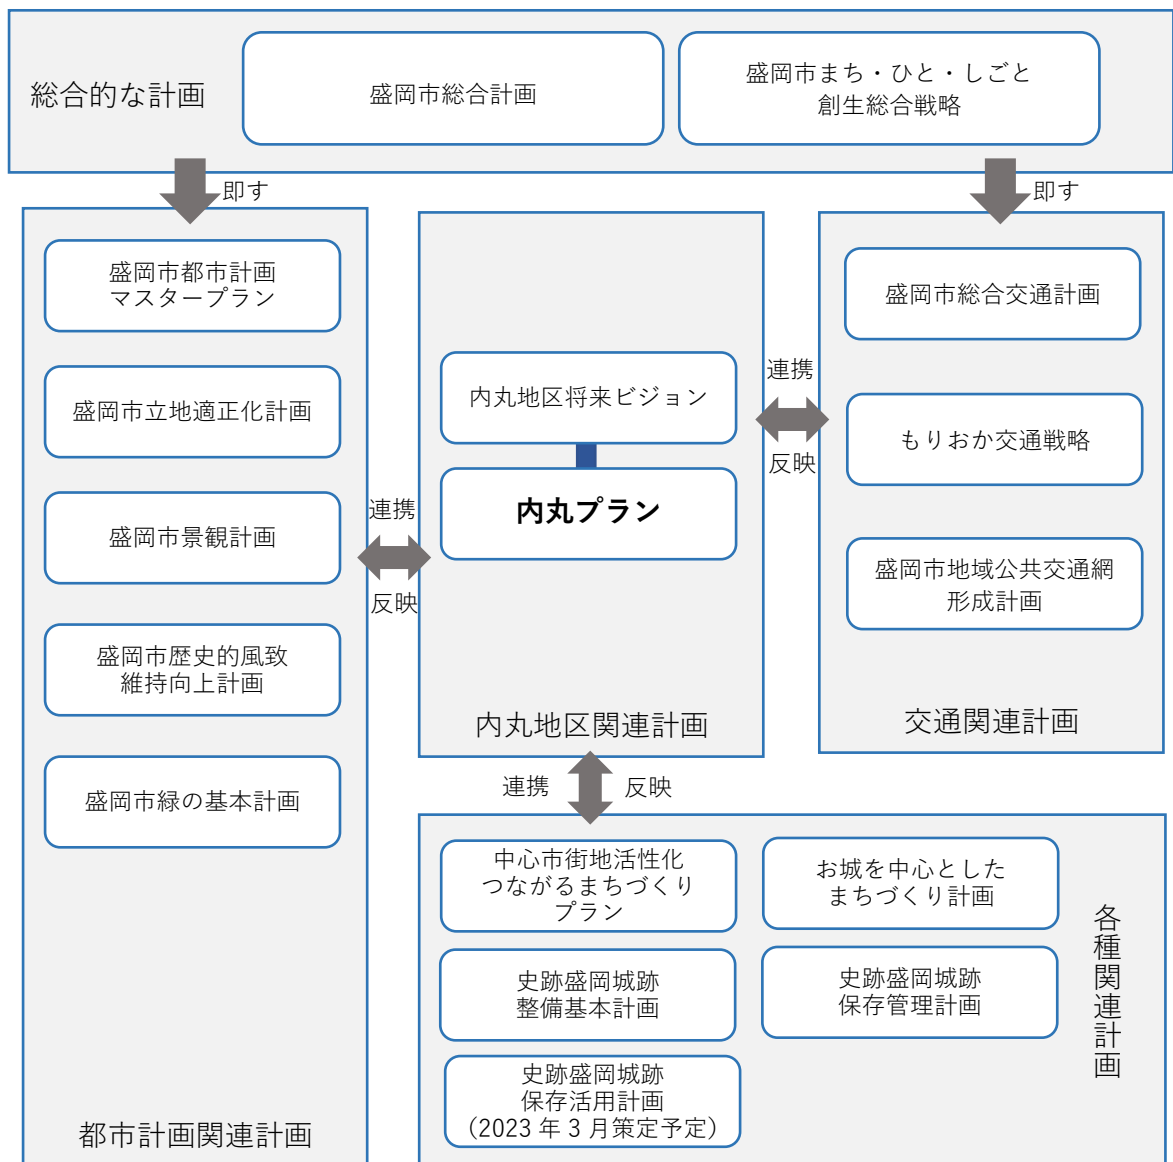 総合的な計画
盛岡市総合計画
盛岡市まち・ひと・しごと
創生総合戦略
即す
即す
盛岡市都市計画
マスタープラン
盛岡市立地適正化計画
盛岡市景観計画
盛岡市歴史的風致
維持向上計画
盛岡市緑の基本計画
都市計画関連計画
連携
反映
内丸地区将来ビジョン
内丸プラン
内丸地区関連計画
連携
反映
盛岡市総合交通計画
もりおか交通戦略
盛岡市地域公共交通網
形成計画
交通関連計画
連携
反映
中心市街地活性化
つながるまちづくり
プラン
お城を中心とした
まちづくり計画
史跡盛岡城跡
整備基本計画
史跡盛岡城跡
保存管理計画
史跡盛岡城跡
保存活用計画
(2023 年 3 月策定予定)
各種関連計画